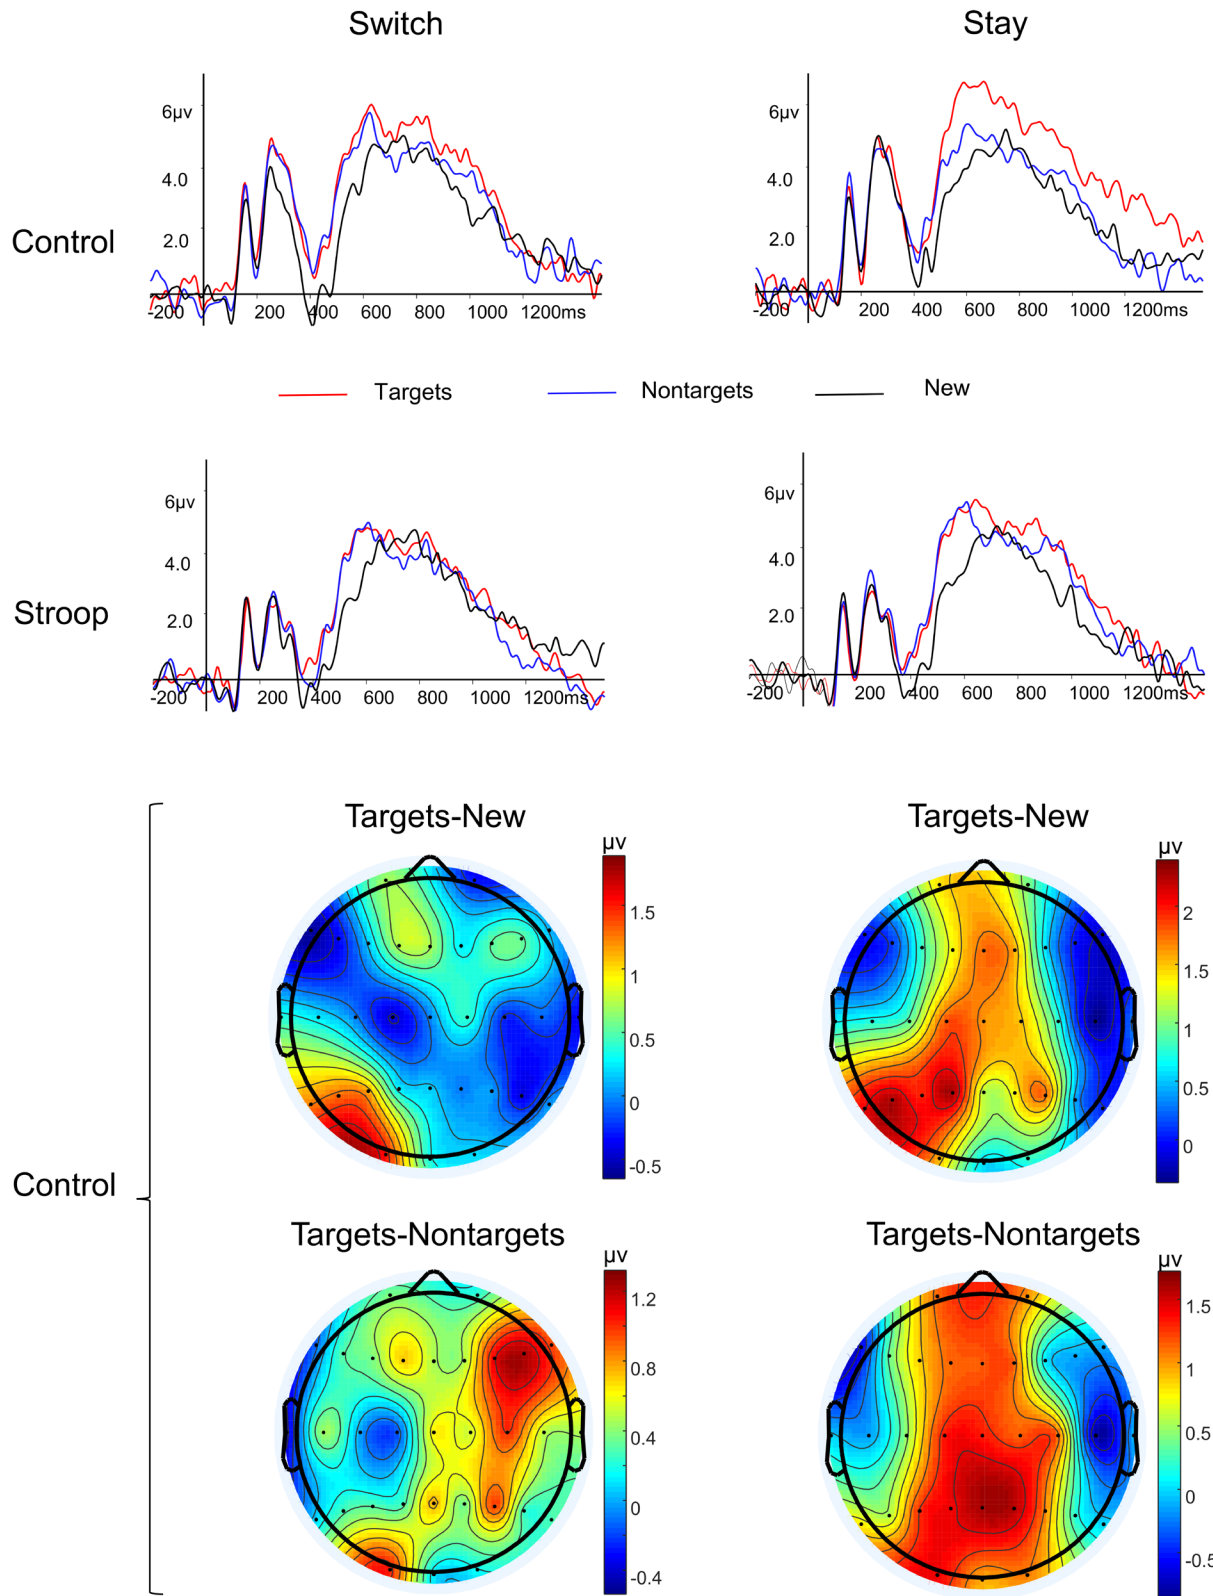 Switch Stay
6µv 6µv
4.0 4.0
Control
2.0 2.0
-200 200 400 600 800 1000 1200ms -200 200 400 600 800 1000 1200ms
Targets Nontargets New
6µv 6µv
4.0 4.0
Stroop
2.0 2.0
-200 200 400 600 800 1000 1200ms -200 200 400 600 800 1000 1200ms
Targets-New Targets-New
µv µv
1.5 2
1 1.5
0.5 1
0 0.5
-0.5 0
Control
Targets-Nontargets Targets-Nontargets
µv µv
1.2 1.5
0.8 1
0.4 0.5
0 0
-0.4 -0.5